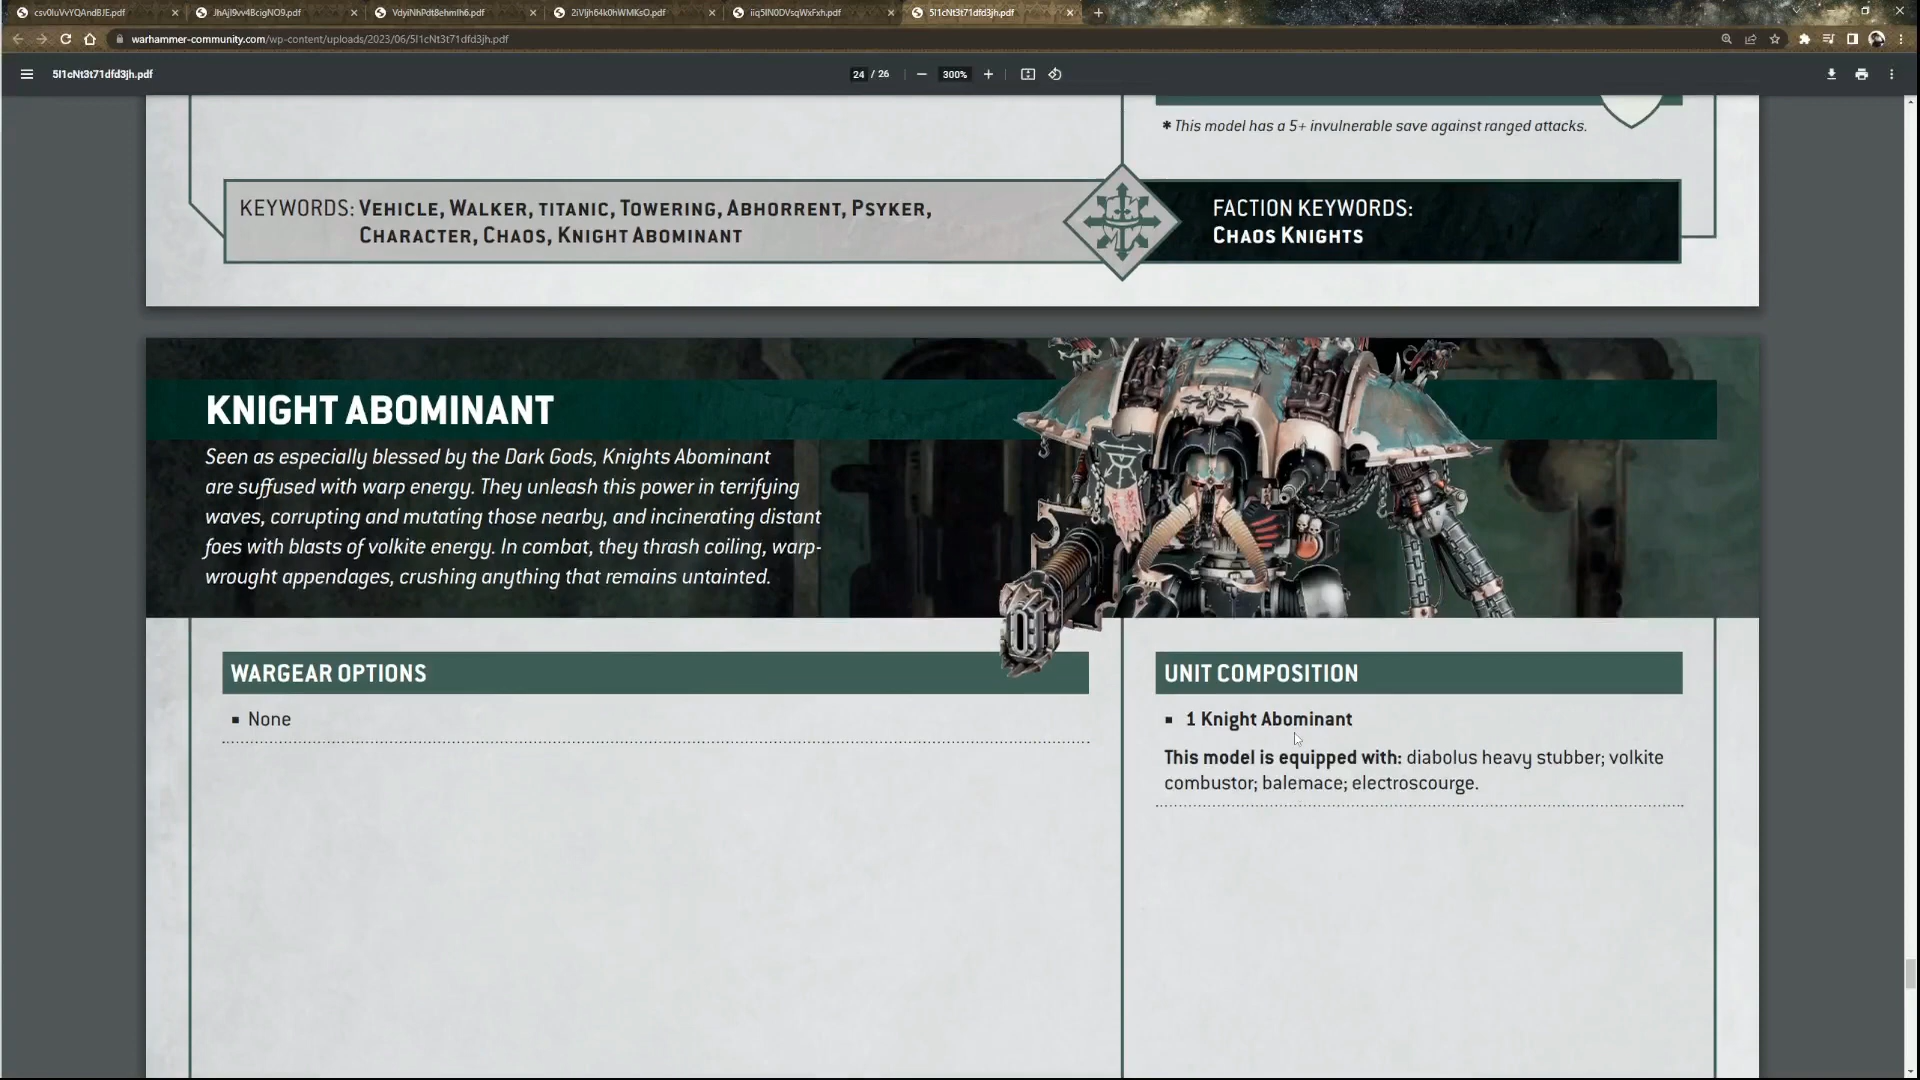 csv0luVvYQAndBJE.pdf
JhAjI9vv4BcigNO9.pdf
VdyiNhPdt8ehmIh6.pdf
2iVIjh64k0hWMKsO.pdf
iiq5IN0DVsqWxFxh.pdf
5l1cNt3t71dfd3jh.pdf
warhammer-community.com/wp-content/uploads/2023/06/5l1cNt3t71dfd3jh.pdf
5l1cNt3t71dfd3jh.pdf
24 / 26
300%
✱ This model has a 5+ invulnerable save against ranged attacks.
KEYWORDS: VEHICLE, WALKER, TITANIC, TOWERING, ABHORRENT, PSYKER,
CHARACTER, CHAOS, KNIGHT ABOMINANT
FACTION KEYWORDS:
CHAOS KNIGHTS
KNIGHT ABOMINANT
Seen as especially blessed by the Dark Gods, Knights Abominant
are suffused with warp energy. They unleash this power in terrifying
waves, corrupting and mutating those nearby, and incinerating distant
foes with blasts of volkite energy. In combat, they thrash coiling, warp-
wrought appendages, crushing anything that remains untainted.
WARGEAR OPTIONS
▪ None
UNIT COMPOSITION
▪ 1 Knight Abominant
This model is equipped with: diabolus heavy stubber; volkite
combustor; balemace; electroscourge.